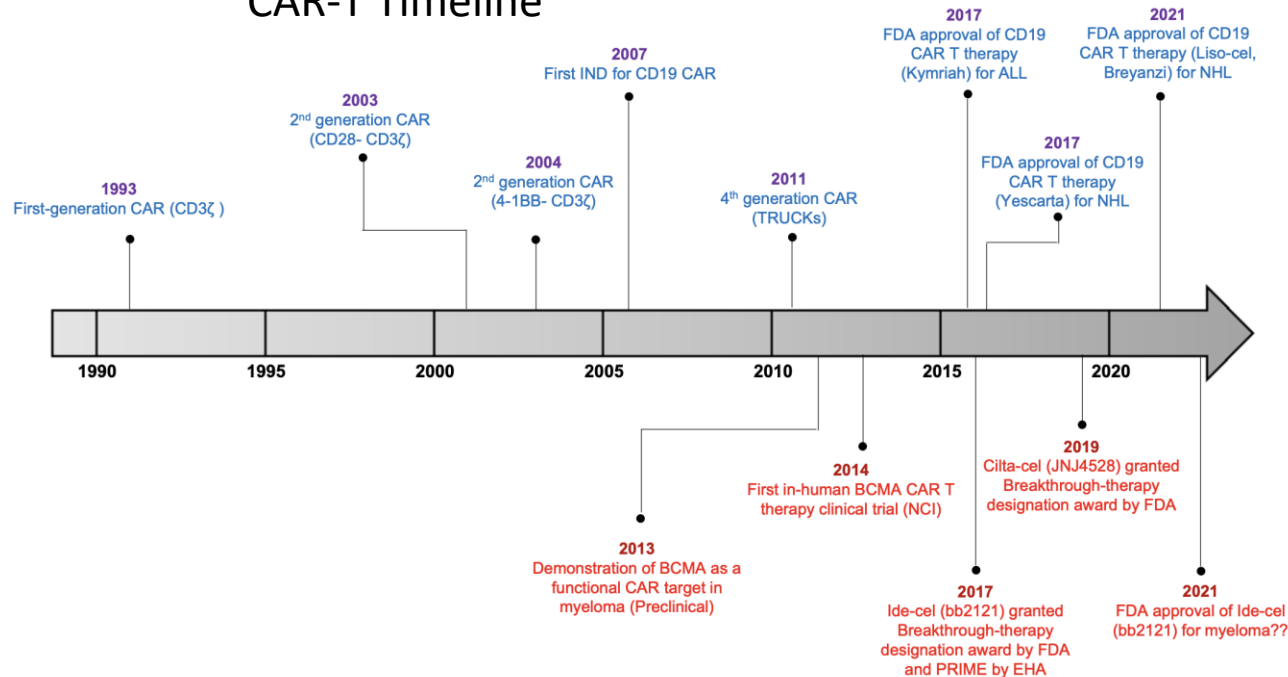 CAR-T Timeline
1993
First-generation CAR (CD3ζ )
2003
2nd generation CAR
(CD28- CD3ζ)
2004
2nd generation CAR
(4-1BB- CD3ζ)
2007
First IND for CD19 CAR
2011
4th generation CAR
(TRUCKs)
2017
FDA approval of CD19
CAR T therapy
(Kymriah) for ALL
2017
FDA approval of CD19
CAR T therapy
(Yescarta) for NHL
2021
FDA approval of CD19
CAR T therapy (Liso-cel,
Breyanzi) for NHL
1990
1995
2000
2005
2010
2015
2020
2013
Demonstration of BCMA as a
functional CAR target in
myeloma (Preclinical)
2014
First in-human BCMA CAR T
therapy clinical trial (NCI)
2017
Ide-cel (bb2121) granted
Breakthrough-therapy
designation award by FDA
and PRIME by EHA
2019
Cilta-cel (JNJ4528) granted
Breakthrough-therapy
designation award by FDA
2021
FDA approval of Ide-cel
(bb2121) for myeloma??